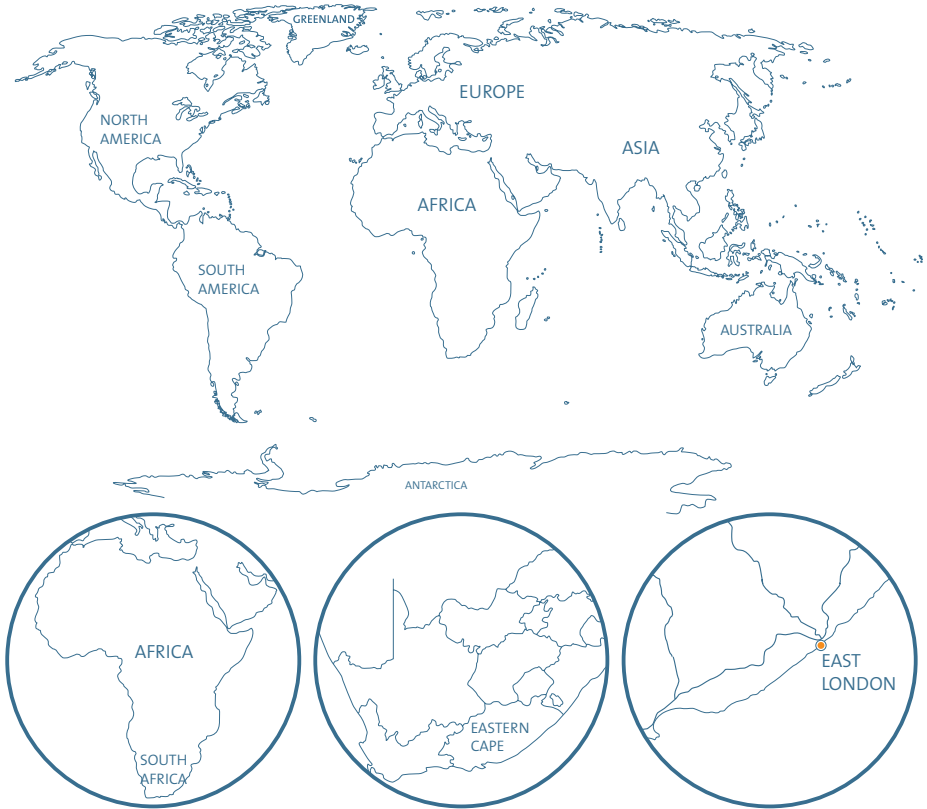 GREENLAND
EUROPE
NORTH
AMERICA
ASIA
AFRICA
SOUTH
AMERICA
AUSTRALIA
ANTARCTICA
AFRICA
SOUTH
AFRICA
EASTERN
CAPE
EAST
LONDON